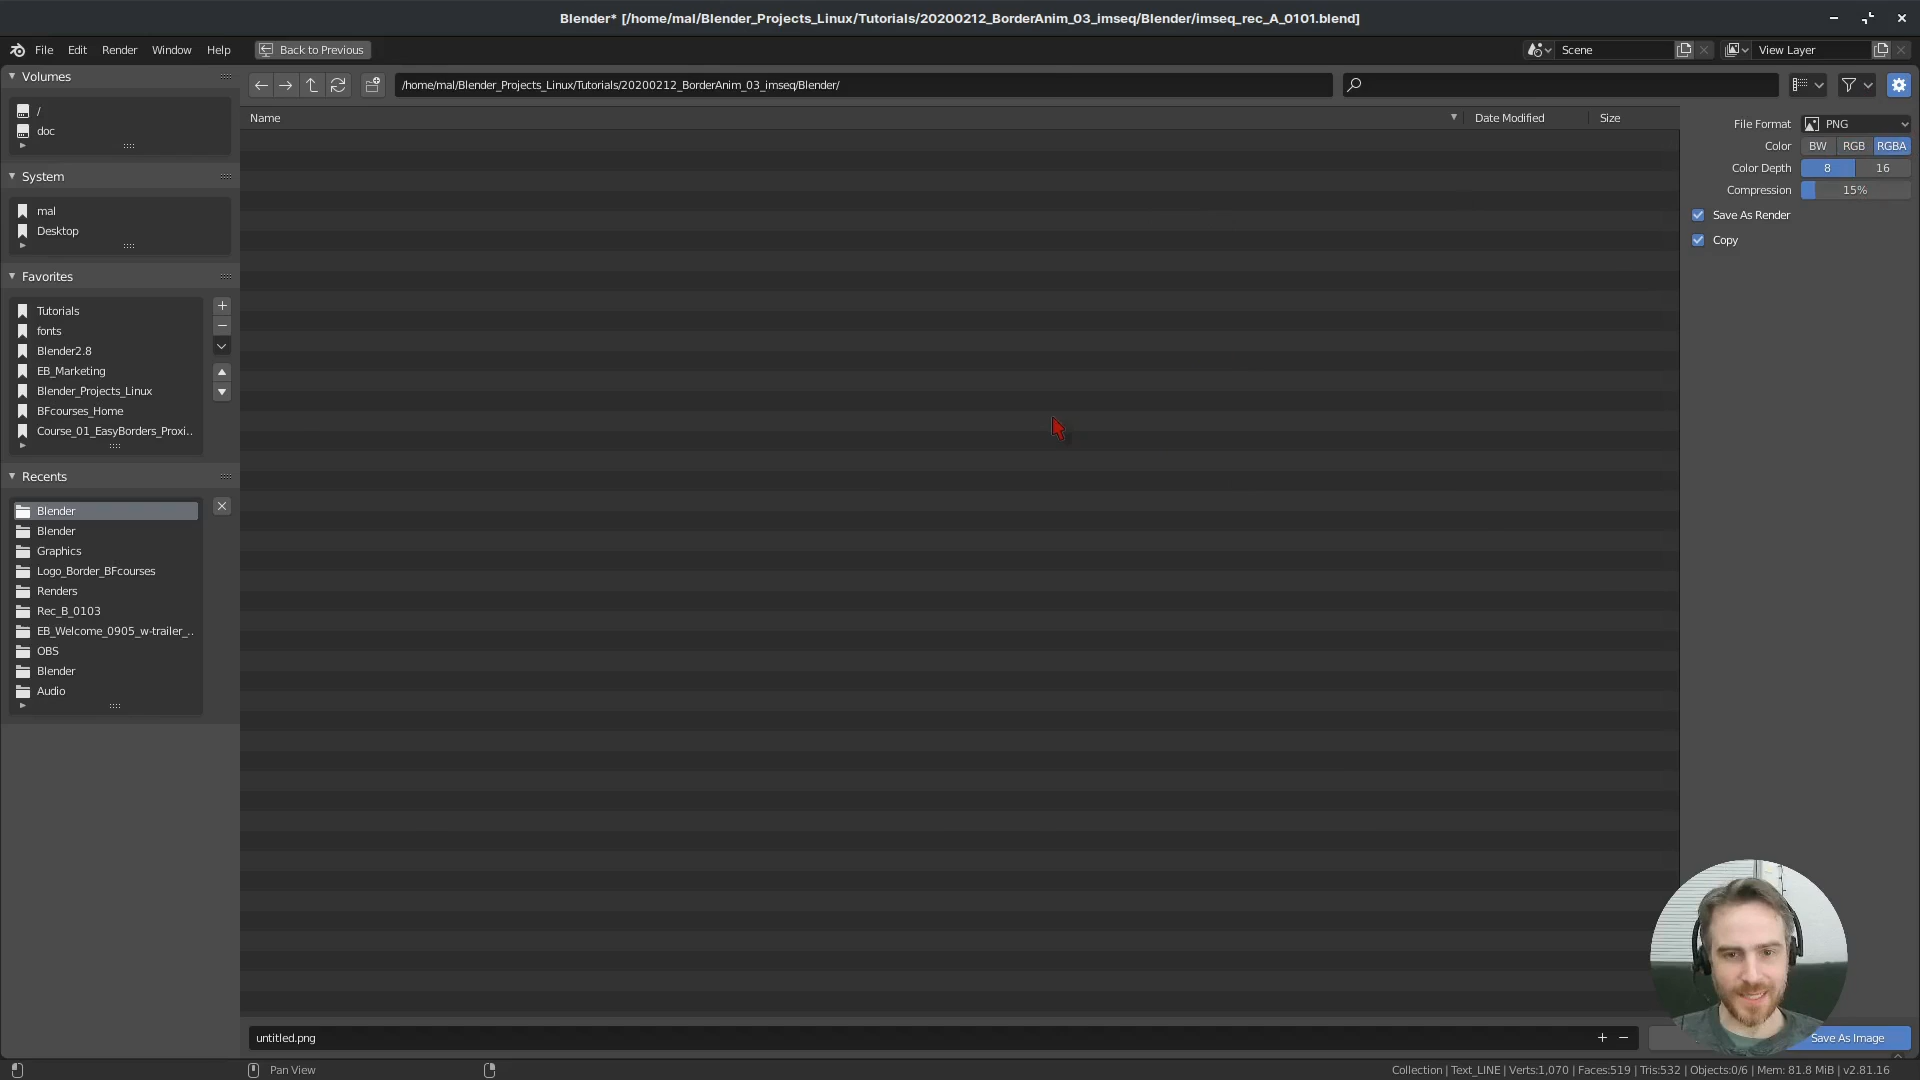 Blender* [/home/mal/Blender_Projects_Linux/Tutorials/20200212_BorderAnim_03_imseq/Blender/imseq_rec_A_0101.blend]
File Edit Render Window Help Back to Previous Scene View Layer
Volumes
/
doc
System
mal
Desktop
Favorites
Tutorials
fonts
Blender2.8
EB_Marketing
Blender_Projects_Linux
BFcourses_Home
Course_01_EasyBorders_Proxi..
Recents
Blender
Blender
Graphics
Logo_Border_BFcourses
Renders
Rec_B_0103
EB_Welcome_0905_w-trailer_..
OBS
Blender
Audio
/home/mal/Blender_Projects_Linux/Tutorials/20200212_BorderAnim_03_imseq/Blender/
Name Date Modified Size
File Format PNG
Color BW RGB RGBA
Color Depth 8 16
Compression 15%
Save As Render
Copy
untitled.png
Save As Image
Pan View
Collection | Text_LINE | Verts:1,070 | Faces:519 | Tris:532 | Objects:0/6 | Mem: 81.8 MiB | v2.81.16